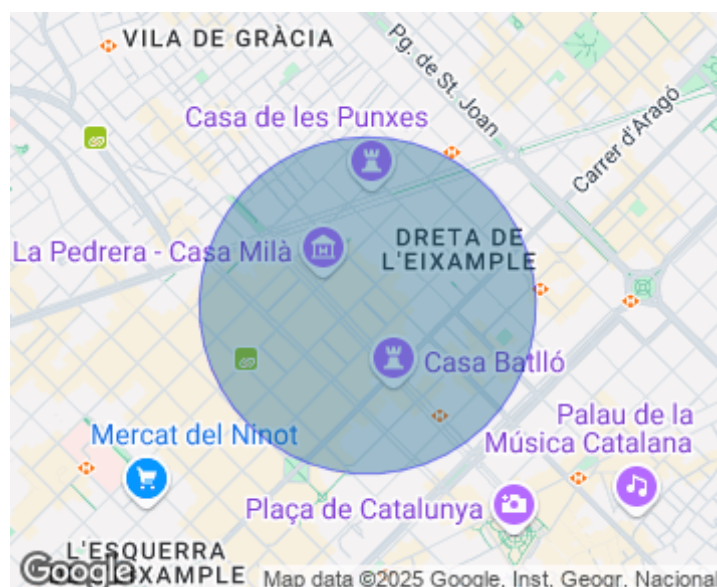 VILA DE GRÀCIA
Pg. de St. Joan
Carrer d'Aragó
Casa de les Punxes
La Pedrera - Casa Milà
DRETA DE
L'EIXAMPLE
Casa Batlló
Mercat del Ninot
Palau de la
Música Catalana
Plaça de Catalunya
L'ESQUERRA
EIXAMPLE
Google
Map data ©2025 Google, Inst. Geogr. Nacional